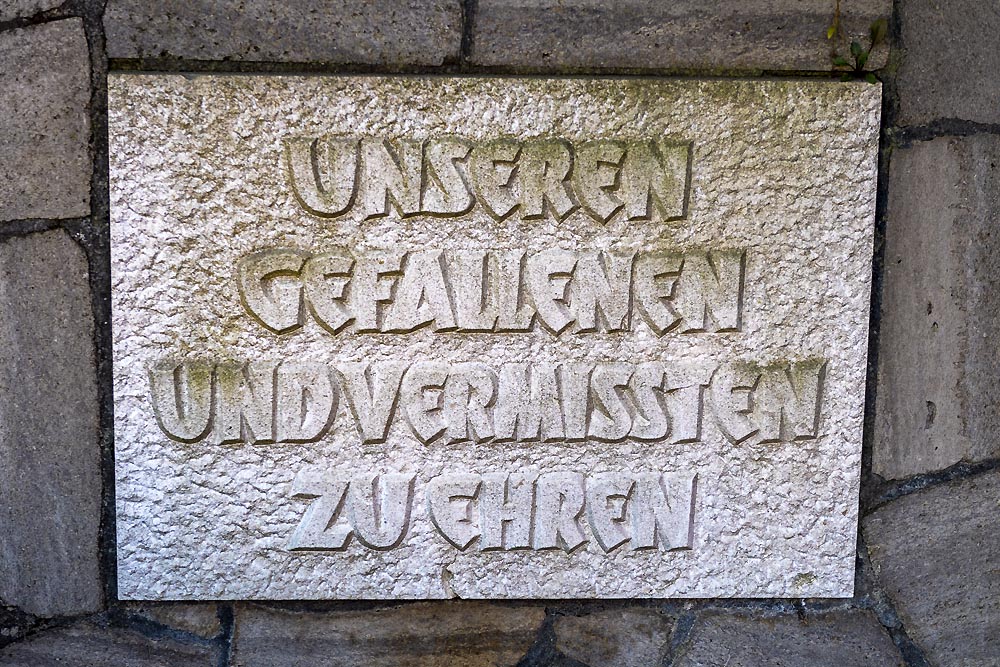 UNSEREN
GEFALLENEN
UND VERMISSTEN
ZU EHREN